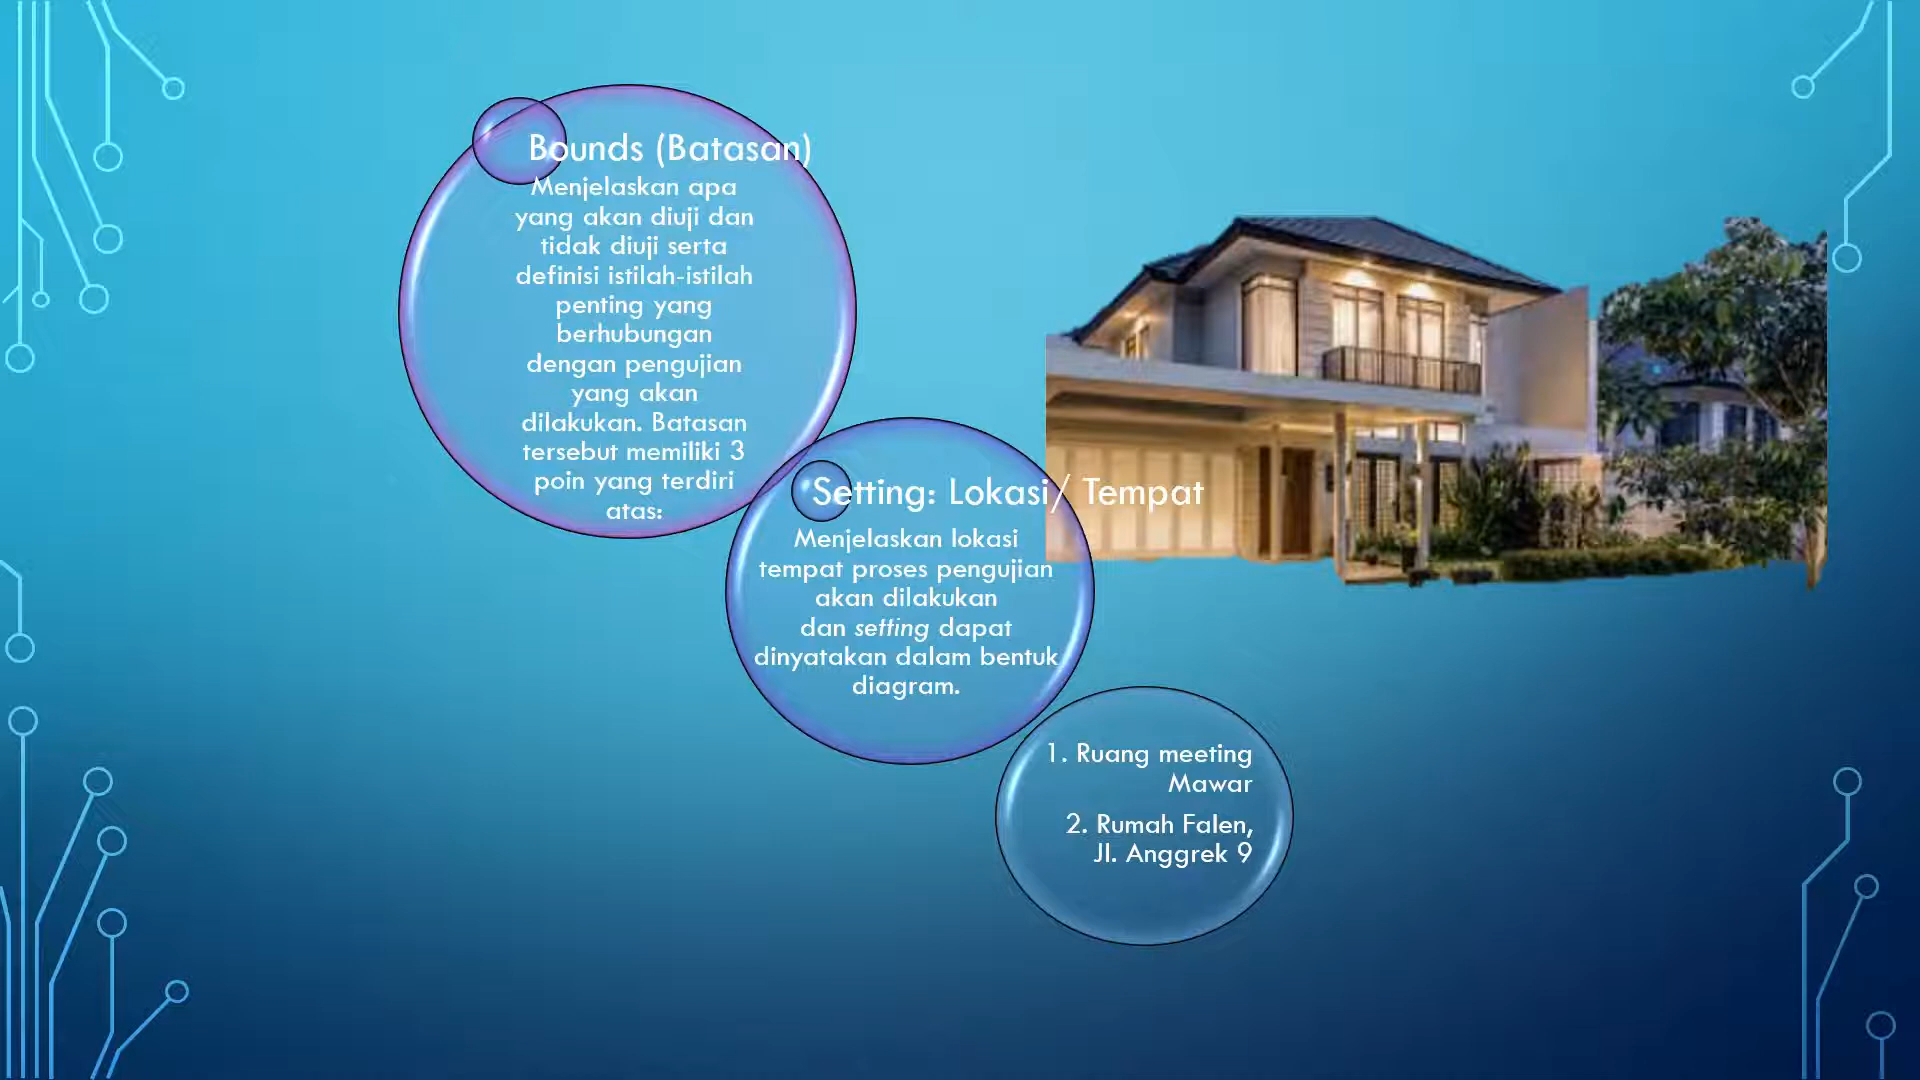 Bounds (Batasan)
Menjelaskan apa
yang akan diuji dan
tidak diuji serta
definisi istilah-istilah
penting yang
berhubungan
dengan pengujian
yang akan
dilakukan. Batasan
tersebut memiliki 3
poin yang terdiri
atas:
Setting: Lokasi/ Tempat
Menjelaskan lokasi
tempat proses pengujian
akan dilakukan
dan setting dapat
dinyatakan dalam bentuk
diagram.
1. Ruang meeting
Mawar
2. Rumah Falen,
Jl. Anggrek 9